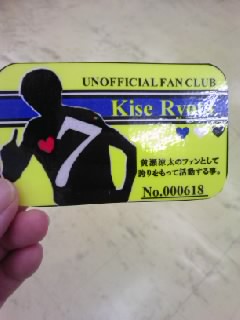 UNOFFICIAL FAN CLUB
Kise Ryota
7
黄瀬涼太のファンとして
誇りをもって活動する事。
No.000618